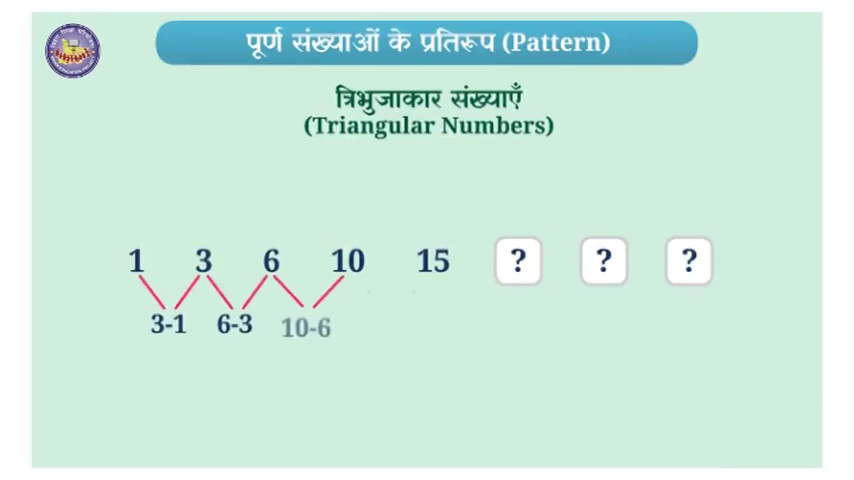 पूर्ण संख्याओं के प्रतिरूप (Pattern)
त्रिभुजाकार संख्याएँ
(Triangular Numbers)
1 3 6 10 15 ? ? ?
3-1 6-3 10-6